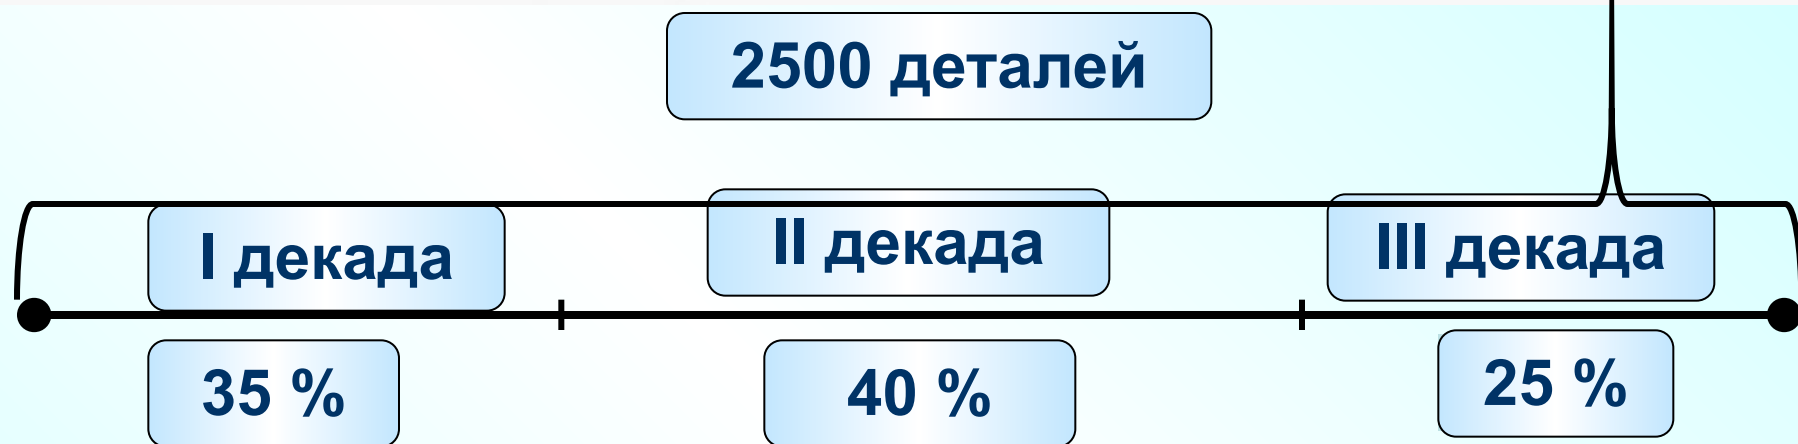 2500 деталей
I декада
II декада
III декада
35 %
40 %
25 %